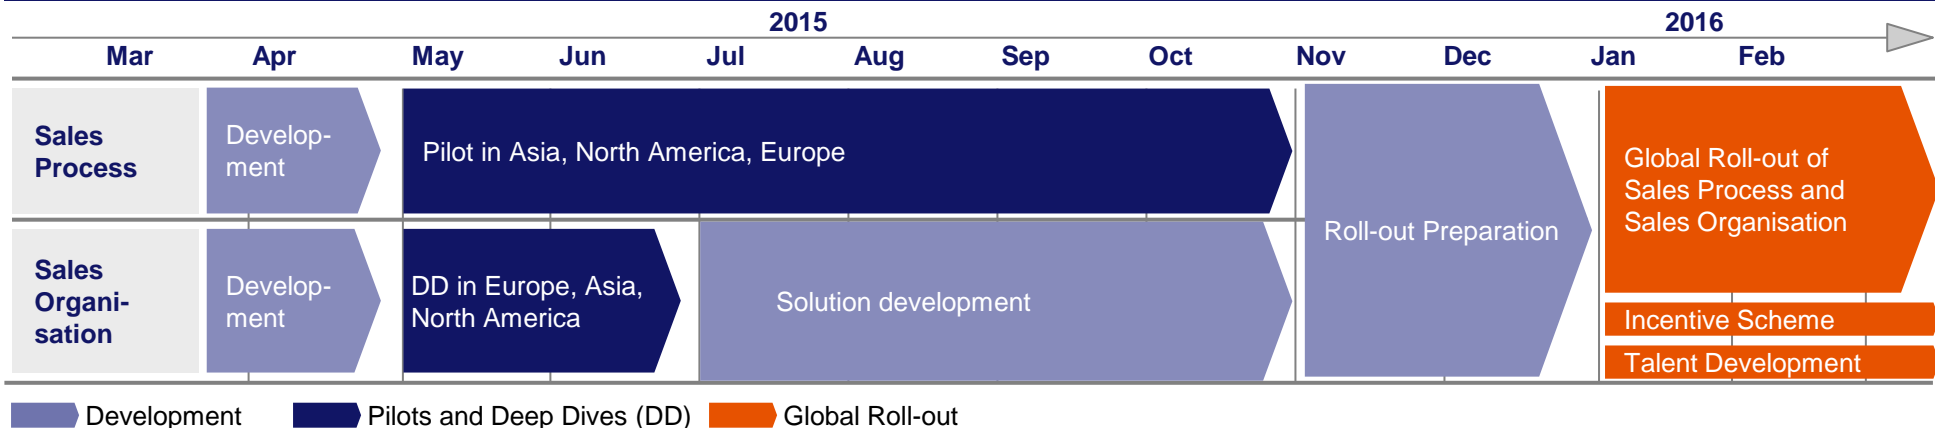 2015 2016
Mar Apr May Jun Jul Aug Sep Oct Nov Dec Jan Feb
Sales
Process
Develop-
ment
Pilot in Asia, North America, Europe
Sales
Organi-
sation
Develop-
ment
DD in Europe, Asia,
North America
Solution development
Roll-out Preparation
Global Roll-out of
Sales Process and
Sales Organisation
Incentive Scheme
Talent Development
Development Pilots and Deep Dives (DD) Global Roll-out